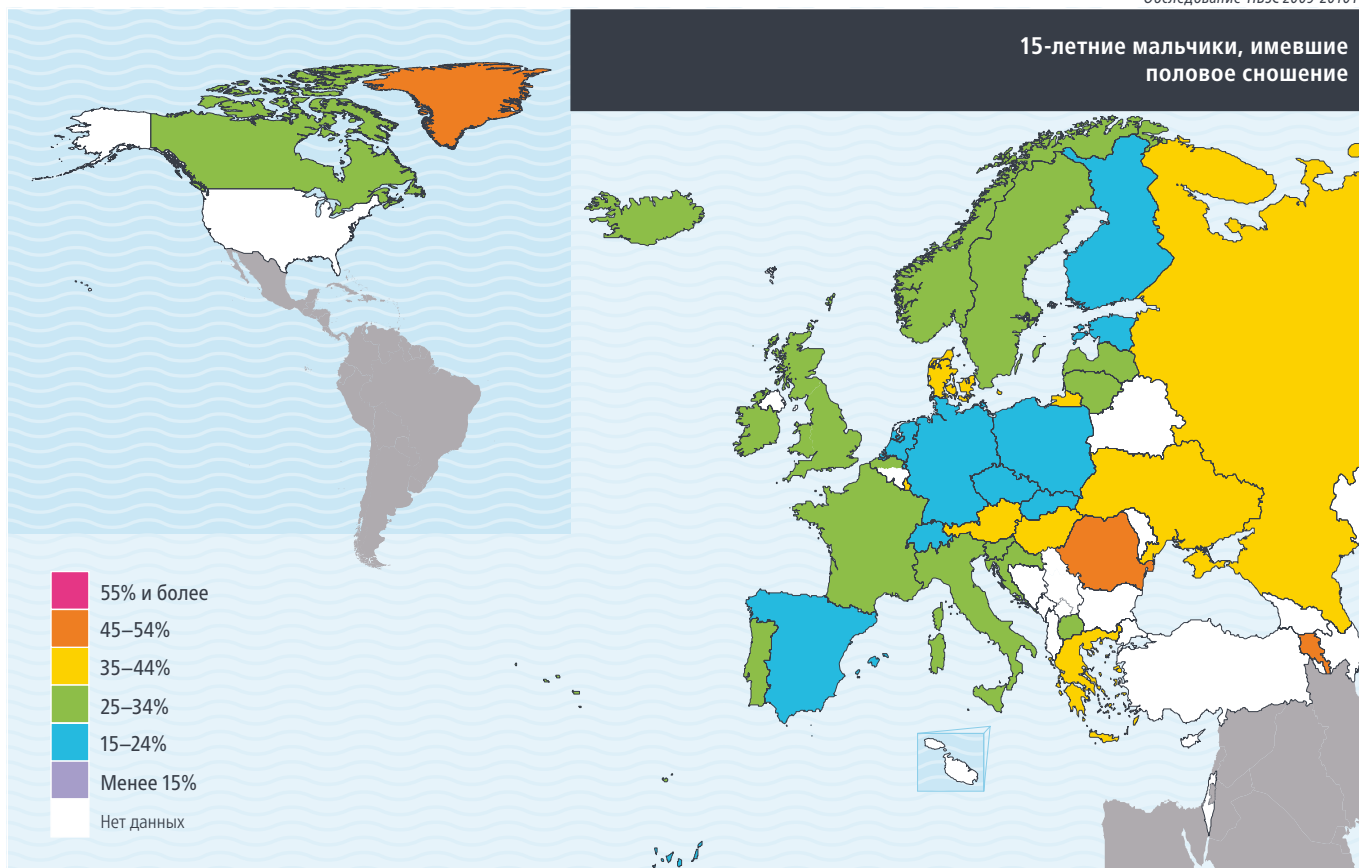 15-летние мальчики, имевшие
половое сношение
55% и более
45–54%
35–44%
25–34%
15–24%
Менее 15%
Нет данных